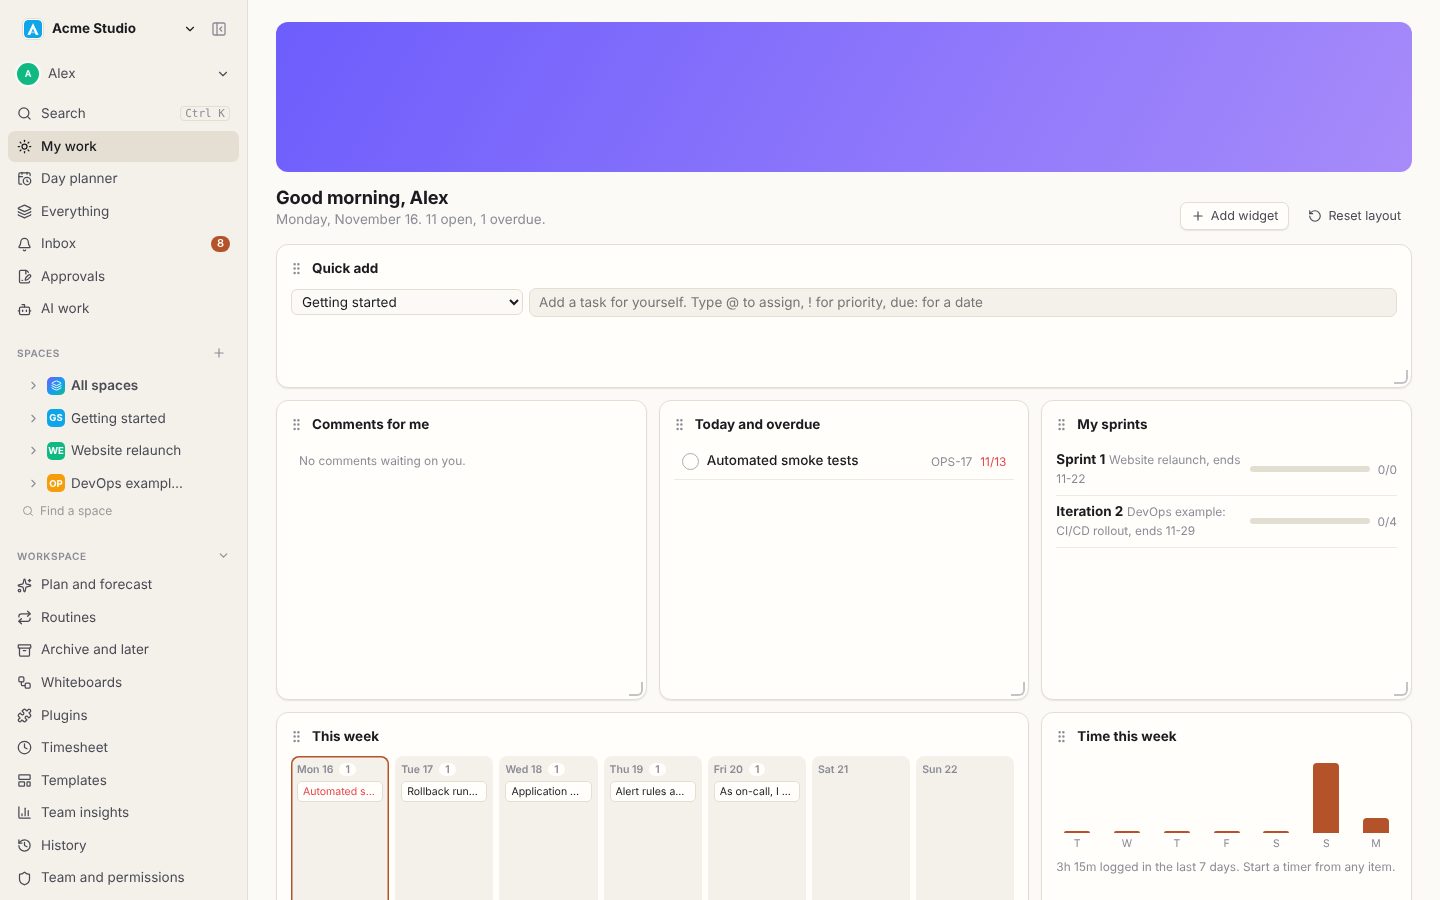 Acme Studio
A
Alex
Search
Ctrl K
My work
Day planner
Everything
Inbox
8
Approvals
AI work
SPACES
All spaces
GS
Getting started
WE
Website relaunch
OP
DevOps exampl...
Find a space
WORKSPACE
Plan and forecast
Routines
Archive and later
Whiteboards
Plugins
Timesheet
Templates
Team insights
History
Team and permissions
Good morning, Alex
Monday, November 16. 11 open, 1 overdue.
Add widget
Reset layout
Quick add
Getting started
Add a task for yourself. Type @ to assign, ! for priority, due: for a date
Comments for me
No comments waiting on you.
Today and overdue
Automated smoke tests
OPS-17
11/13
My sprints
Sprint 1 Website relaunch, ends
11-22
0/0
Iteration 2 DevOps example:
CI/CD rollout, ends 11-29
0/4
This week
Mon 16 1
Automated s...
Tue 17 1
Rollback run...
Wed 18 1
Application ...
Thu 19 1
Alert rules a...
Fri 20 1
As on-call, I ...
Sat 21
Sun 22
Time this week
T W T F S S M
3h 15m logged in the last 7 days. Start a timer from any item.